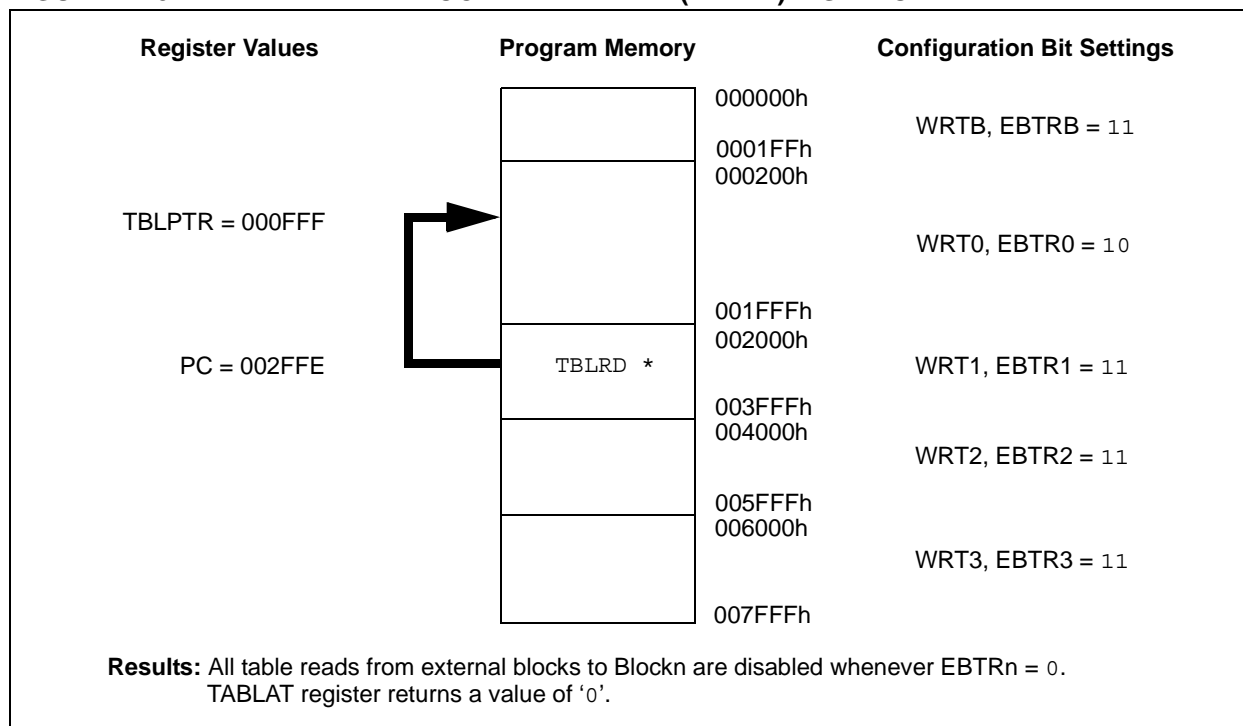 Register Values Program Memory Configuration Bit Settings
000000h
WRTB, EBTRB = 11
0001FFh
000200h
TBLPTR = 000FFF
WRT0, EBTR0 = 10
001FFFh
002000h
PC = 002FFE TBLRD * WRT1, EBTR1 = 11
003FFFh
004000h
WRT2, EBTR2 = 11
005FFFh
006000h
WRT3, EBTR3 = 11
007FFFh
Results: All table reads from external blocks to Blockn are disabled whenever EBTRn = 0.
TABLAT register returns a value of ‘0’.